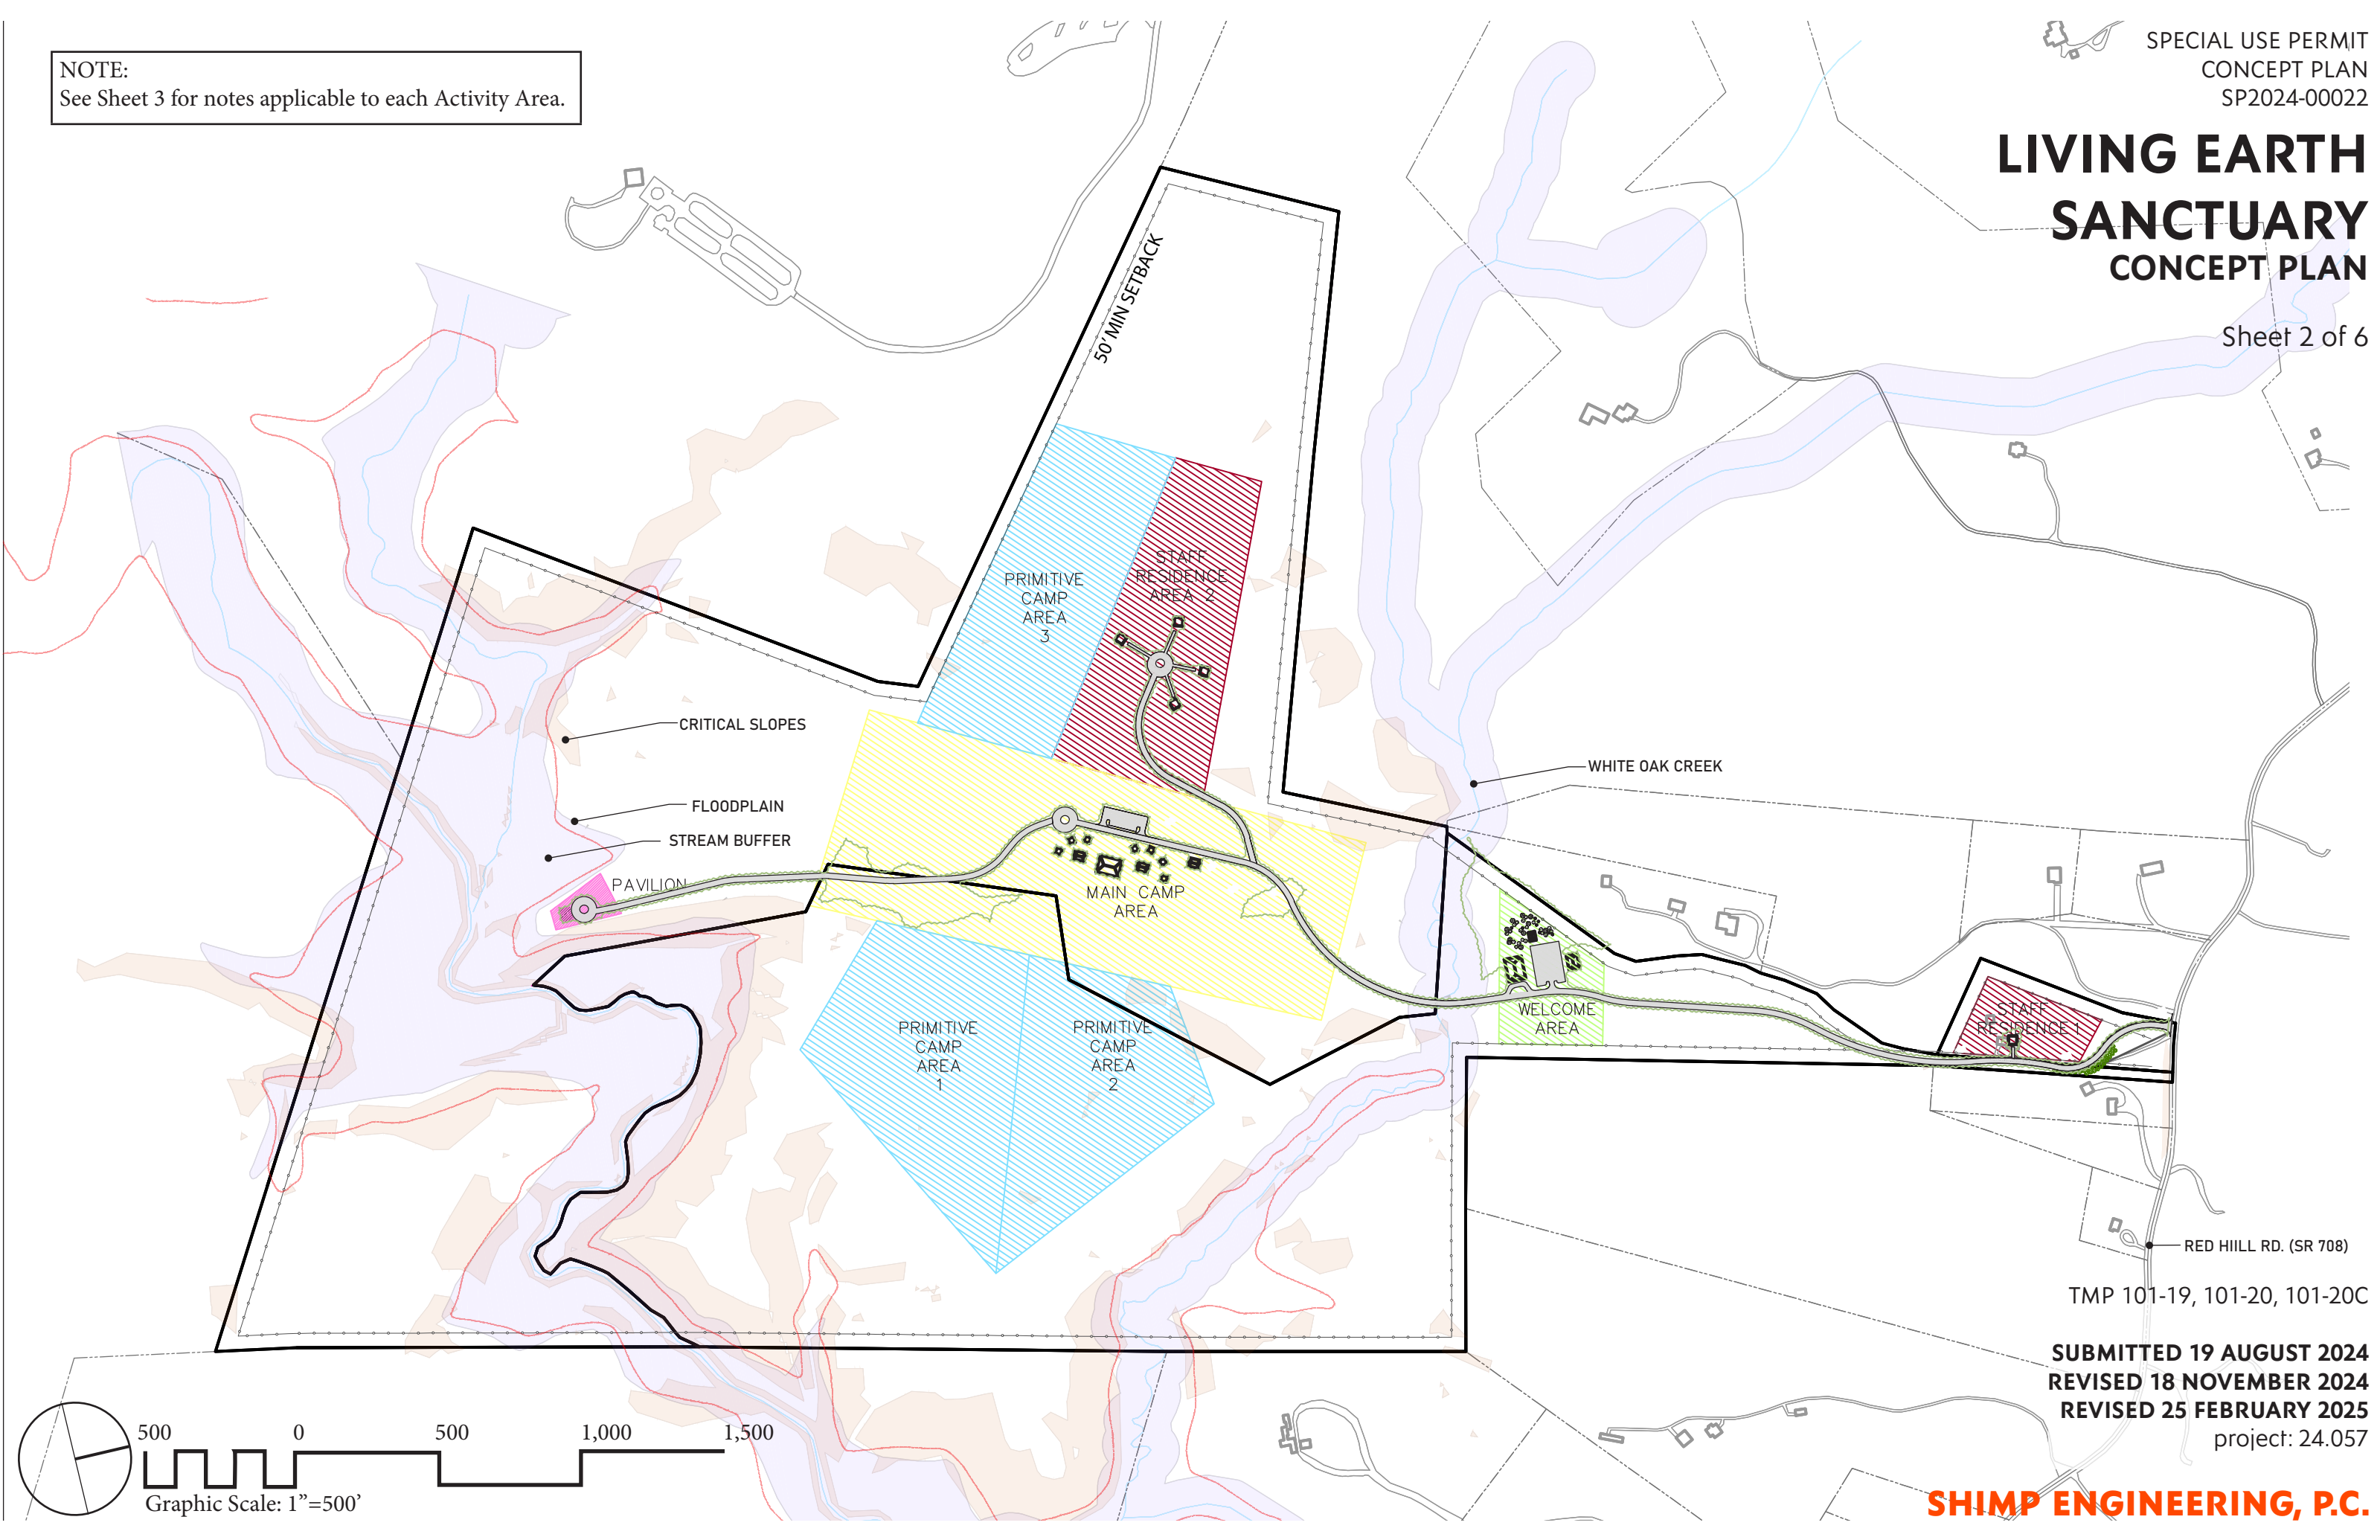 NOTE:
See Sheet 3 for notes applicable to each Activity Area.
SPECIAL USE PERMIT
CONCEPT PLAN
SP2024-00022
LIVING EARTH
SANCTUARY
CONCEPT PLAN
Sheet 2 of 6
50' MIN SETBACK
PRIMITIVE
CAMP
AREA
3
STAFF
RESIDENCE
AREA 2
CRITICAL SLOPES
FLOODPLAIN
STREAM BUFFER
PAVILION
WHITE OAK CREEK
MAIN CAMP
AREA
PRIMITIVE
CAMP
AREA
1
PRIMITIVE
CAMP
AREA
2
WELCOME
AREA
STAFF
RESIDENCE 1
RED HIILL RD. (SR 708)
TMP 101-19, 101-20, 101-20C
SUBMITTED 19 AUGUST 2024
REVISED 18 NOVEMBER 2024
REVISED 25 FEBRUARY 2025
project: 24.057
SHIMP ENGINEERING, P.C.
500 0 500 1,000 1,500
Graphic Scale: 1”=500’